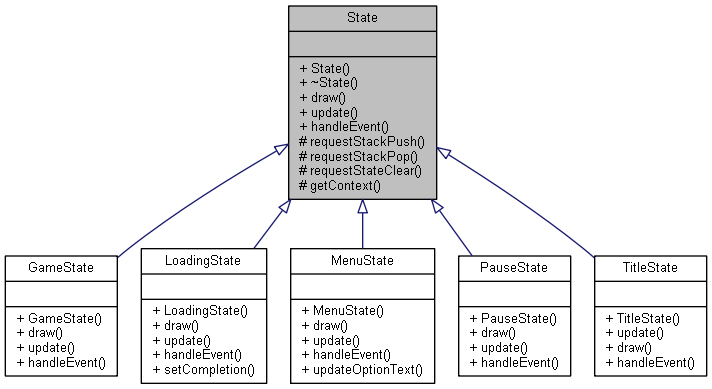 State
+ State()
+ ~State()
+ draw()
+ update()
+ handleEvent()
# requestStackPush()
# requestStackPop()
# requestStateClear()
# getContext()
GameState
+ GameState()
+ draw()
+ update()
+ handleEvent()
LoadingState
+ LoadingState()
+ draw()
+ update()
+ handleEvent()
+ setCompletion()
MenuState
+ MenuState()
+ draw()
+ update()
+ handleEvent()
+ updateOptionText()
PauseState
+ PauseState()
+ draw()
+ update()
+ handleEvent()
TitleState
+ TitleState()
+ update()
+ draw()
+ handleEvent()